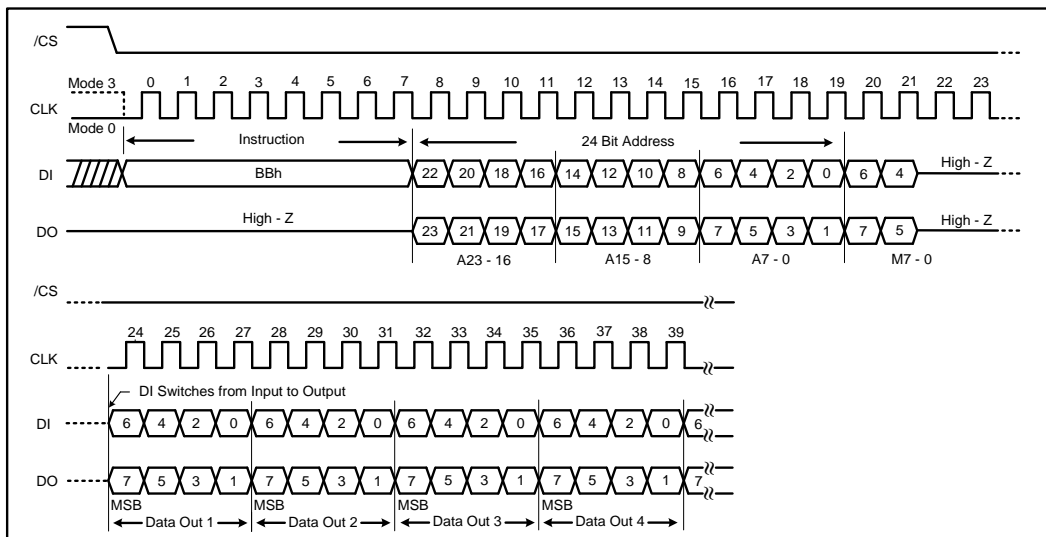 /CS
Mode 3 0 1 2 3 4 5 6 7 8 9 10 11 12 13 14 15 16 17 18 19 20 21 22 23
CLK
Mode 0 Instruction 24 Bit Address
DI BBh 22 20 18 16 14 12 10 8 6 4 2 0 6 4 High - Z
DO High - Z 23 21 19 17 15 13 11 9 7 5 3 1 7 5 High - Z
A23 - 16 A15 - 8 A7 - 0 M7 - 0
/CS
24 25 26 27 28 29 30 31 32 33 34 35 36 37 38 39
CLK
DI Switches from Input to Output
DI 6 4 2 0 6 4 2 0 6 4 2 0 6 4 2 0 6
DO 7 5 3 1 7 5 3 1 7 5 3 1 7 5 3 1 7
MSB MSB MSB MSB
Data Out 1 Data Out 2 Data Out 3 Data Out 4